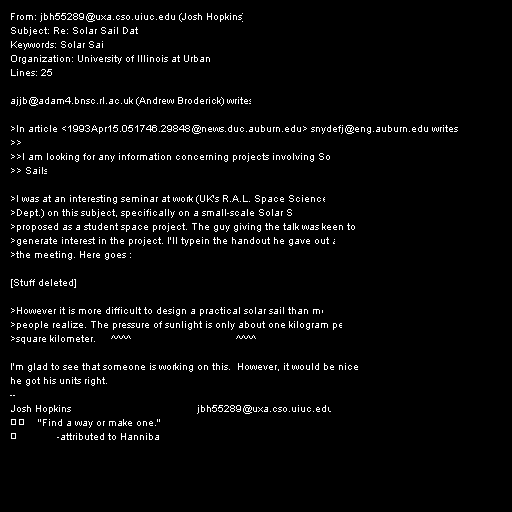 From: jbh55289@uxa.cso.uiuc.edu (Josh Hopkins)
Subject: Re: Solar Sail Dat
Keywords: Solar Sai
Organization: University of Illinois at Urban
Lines: 25

ajjb@adam4.bnsc.rl.ac.uk (Andrew Broderick) writes

>In article <1993Apr15.051746.29848@news.duc.auburn.edu> snydefj@eng.auburn.edu writes
>>
>>I am looking for any information concerning projects involving So
>> Sails

>I was at an interesting seminar at work (UK's R.A.L. Space Science
>Dept.) on this subject, specifically on a small-scale Solar S
>proposed as a student space project. The guy giving the talk was keen to
>generate interest in the project. I'll typein the handout he gave out a
>the meeting. Here goes :

[Stuff deleted]

>However it is more difficult to design a practical solar sail than mo
>people realize. The pressure of sunlight is only about one kilogram pe
>square kilometer.     ^^^^                                        ^^^^

I'm glad to see that someone is working on this.  However, it would be nice
he got his units right.
--
Josh Hopkins                                          jbh55289@uxa.cso.uiuc.edu
"Find a way or make one."
-attributed to Hanniba